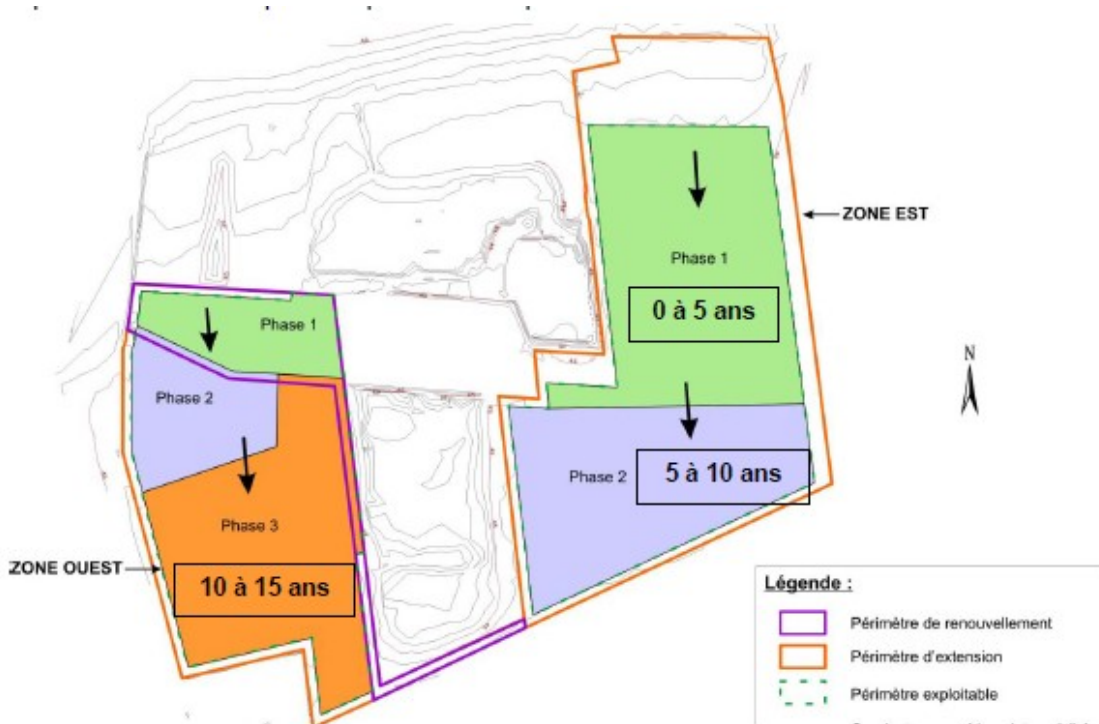 ZONE EST
Phase 1
0 à 5 ans
Phase 1
N
Phase 2
Phase 2
5 à 10 ans
Phase 3
ZONE OUEST
10 à 15 ans
Légende :
Périmètre de renouvellement
Périmètre d'extension
Périmètre exploitable